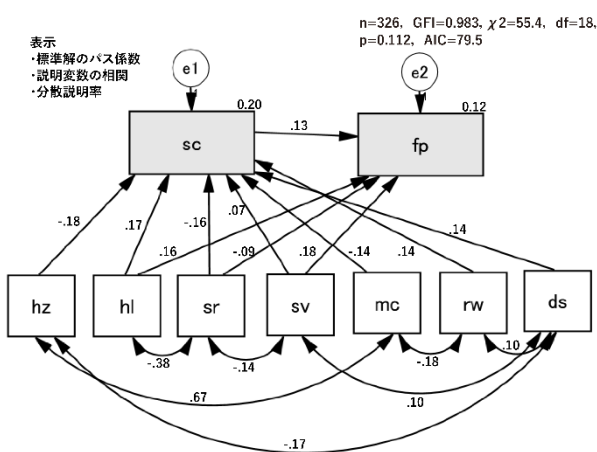 n=326, GFI=0.983, χ2=55.4, df=18,
p=0.112, AIC=79.5
表示
・標準解のパス係数
・説明変数の相関
・分散説明率
e1
e2
0.20
0.12
sc
.13
fp
-.18
.17
-.16
.07
.14
.16
-.09
.18
-.14
.14
hz
hl
sr
sv
mc
rw
ds
-.38
-.14
-.18
.10
.67
.10
-.17